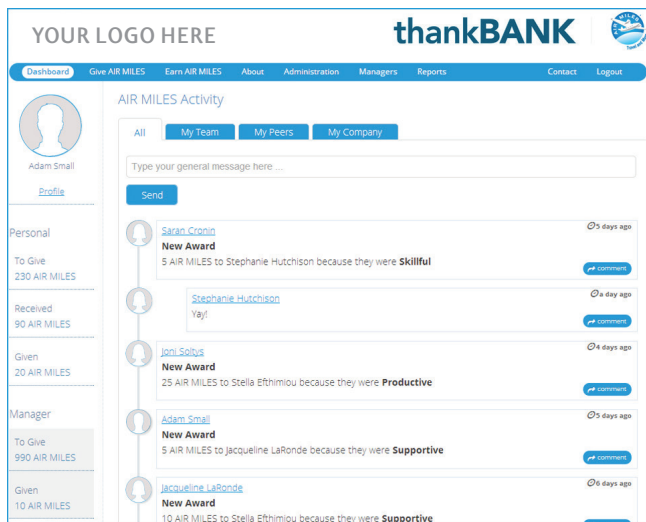 YOUR LOGO HERE
thankBANK
AIR MILES
Dashboard Give AIR MILES Earn AIR MILES About Administration Managers Reports Contact Logout
Adam Small
Profile
Personal
To Give
230 AIR MILES
Received
90 AIR MILES
Given
20 AIR MILES
Manager
To Give
990 AIR MILES
Given
10 AIR MILES
AIR MILES Activity
All My Team My Peers My Company
Type your general message here ...
Send
Saran Cronin
5 days ago
New Award
5 AIR MILES to Stephanie Hutchison because they were Skillful
comment
Stephanie Hutchison
a day ago
Yay!
comment
Joni Soltys
4 days ago
New Award
25 AIR MILES to Stella Efthimiou because they were Productive
comment
Adam Small
5 days ago
New Award
5 AIR MILES to Jacqueline LaRonde because they were Supportive
comment
Jacqueline LaRonde
6 days ago
New Award
10 AIR MILES to Stella Efthimiou because they were Supportive